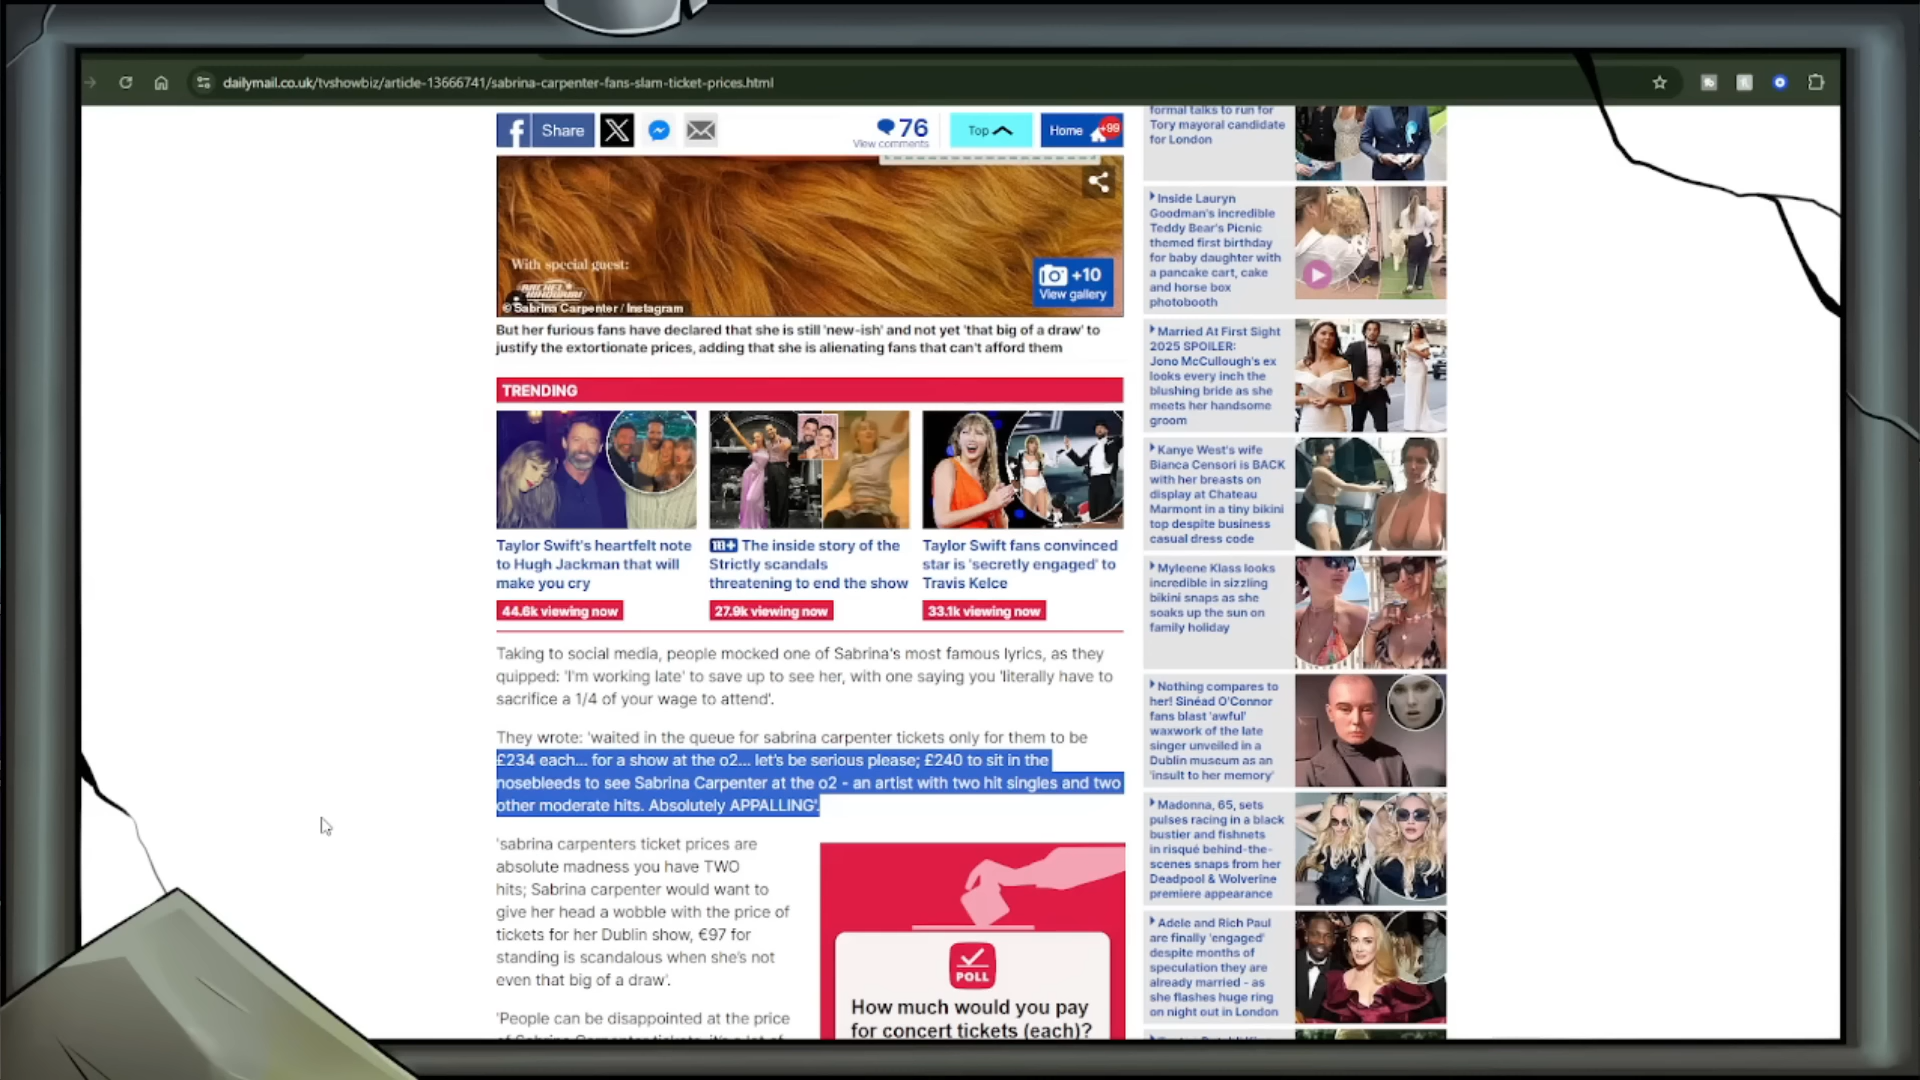 dailymail.co.uk/tvshowbiz/article-13666741/sabrina-carpenter-fans-slam-ticket-prices.html
f Share
76
View comments
Top
Home
+99
With special guest:
+10
View gallery
© Sabrina Carpenter / Instagram
But her furious fans have declared that she is still 'new-ish' and not yet 'that big of a draw' to
justify the extortionate prices, adding that she is alienating fans that can't afford them
TRENDING
Taylor Swift's heartfelt note
to Hugh Jackman that will
make you cry
44.6k viewing now
m+ The inside story of the
Strictly scandals
threatening to end the show
27.9k viewing now
Taylor Swift fans convinced
star is 'secretly engaged' to
Travis Kelce
33.1k viewing now
Taking to social media, people mocked one of Sabrina's most famous lyrics, as they
quipped: 'I'm working late' to save up to see her, with one saying you 'literally have to
sacrifice a 1/4 of your wage to attend'.
They wrote: 'waited in the queue for sabrina carpenter tickets only for them to be
£234 each... for a show at the o2... let's be serious please; £240 to sit in the
nosebleeds to see Sabrina Carpenter at the o2 - an artist with two hit singles and two
other moderate hits. Absolutely APPALLING'.
'sabrina carpenters ticket prices are
absolute madness you have TWO
hits; Sabrina carpenter would want to
give her head a wobble with the price of
tickets for her Dublin show, €97 for
standing is scandalous when she's not
even that big of a draw'.
'People can be disappointed at the price
POLL
How much would you pay
for concert tickets (each)?
formal talks to run for
Tory mayoral candidate
for London
Inside Lauryn
Goodman's incredible
Teddy Bear's Picnic
themed first birthday
for baby daughter with
a pancake cart, cake
and horse box
photobooth
Married At First Sight
2025 SPOILER:
Jono McCullough's ex
looks every inch the
blushing bride as she
meets her handsome
groom
Kanye West's wife
Bianca Censori is BACK
with her breasts on
display at Chateau
Marmont in a tiny bikini
top despite business
casual dress code
Myleene Klass looks
incredible in sizzling
bikini snaps as she
soaks up the sun on
family holiday
Nothing compares to
her! Sinéad O'Connor
fans blast 'awful'
waxwork of the late
singer unveiled in a
Dublin museum as an
'insult to her memory'
Madonna, 65, sets
pulses racing in a black
bustier and fishnets
in risqué behind-the-
scenes snaps from her
Deadpool & Wolverine
premiere appearance
Adele and Rich Paul
are finally 'engaged'
despite months of
speculation they are
already married - as
she flashes huge ring
on night out in London